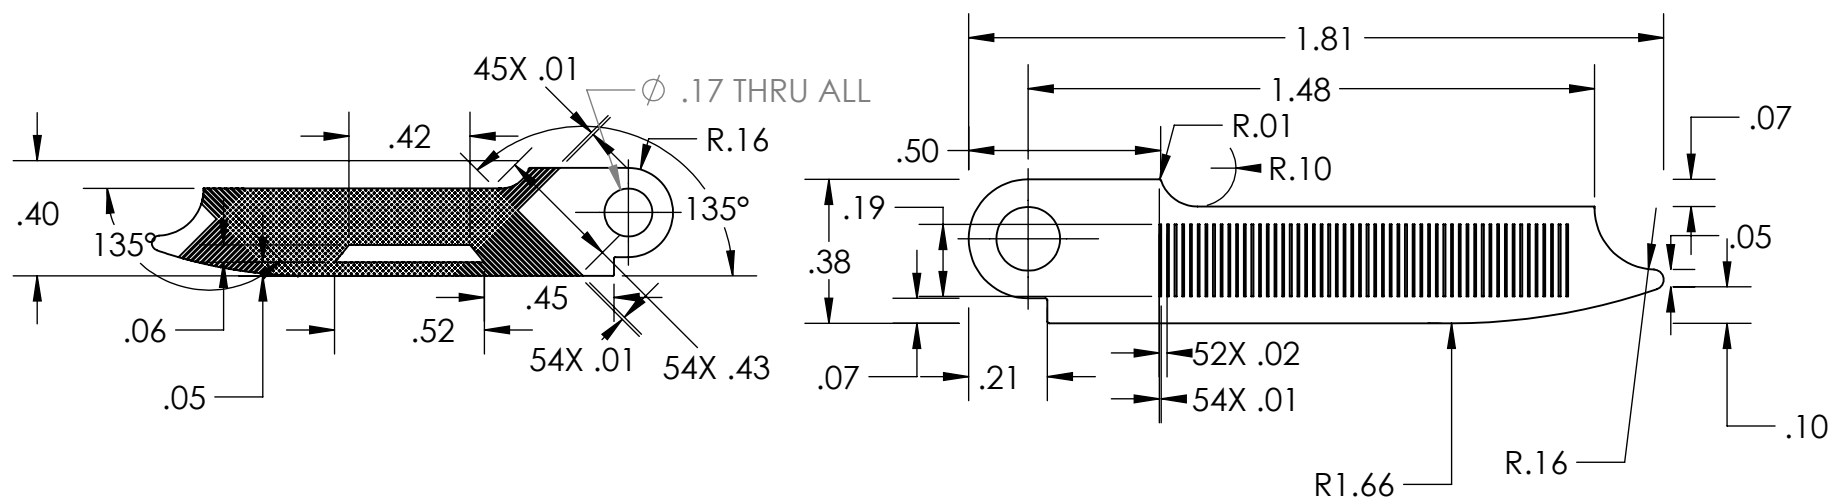 45X .01
⌀ .17 THRU ALL
.42
R.16
.40
135°
135°
.45
.06
.52
54X .01
54X .43
.05
1.81
1.48
.07
R.01
.50
R.10
.19
.05
.38
52X .02
.07
.21
54X .01
.10
R.16
R1.66